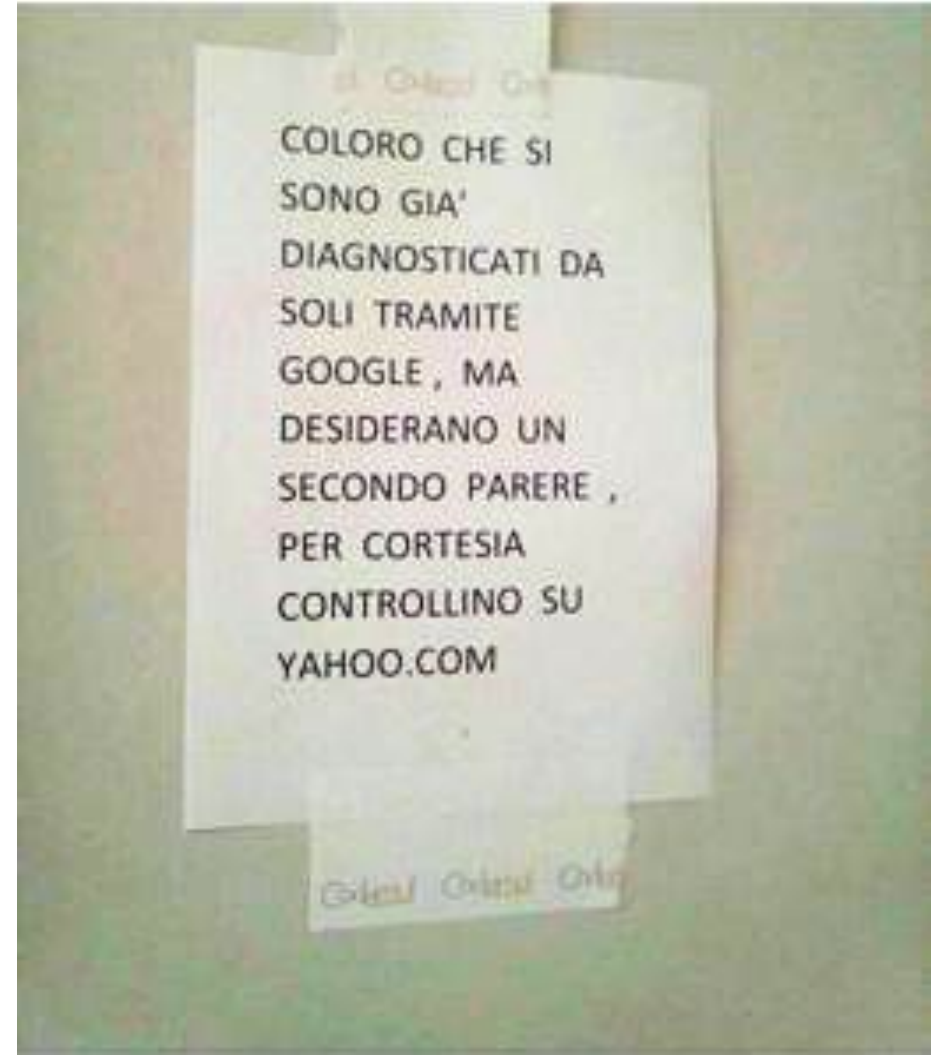 COLORO CHE SI
SONO GIA'
DIAGNOSTICATI DA
SOLI TRAMITE
GOOGLE , MA
DESIDERANO UN
SECONDO PARERE ,
PER CORTESIA
CONTROLLINO SU
YAHOO.COM